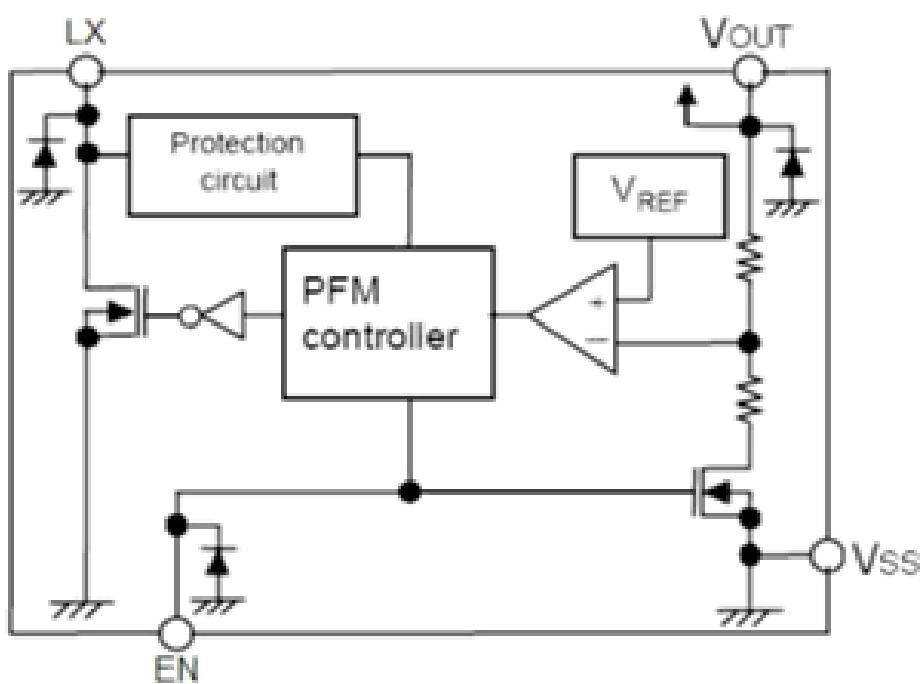 LX
VOUT
Protection
circuit
VREF
PFM
controller
+
−
VSS
EN